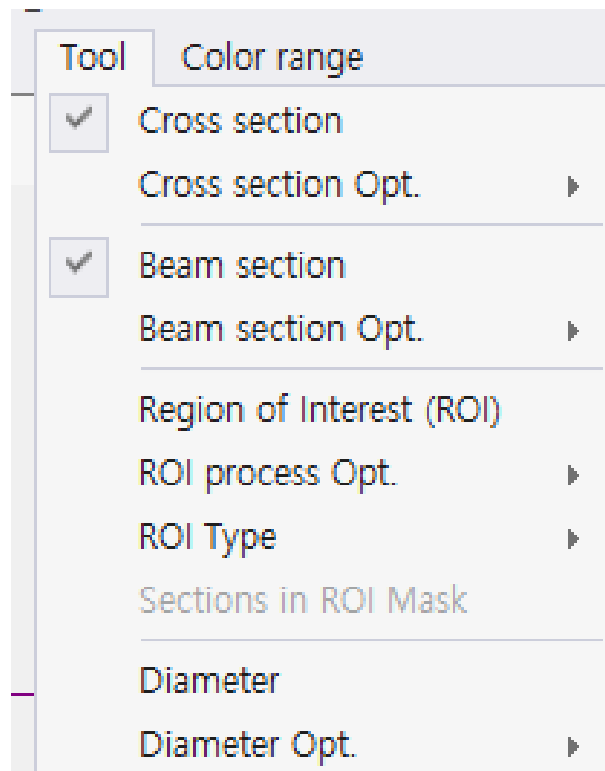 Tool Color range
Cross section
Cross section Opt.
Beam section
Beam section Opt.
Region of Interest (ROI)
ROI process Opt.
ROI Type
Sections in ROI Mask
Diameter
Diameter Opt.